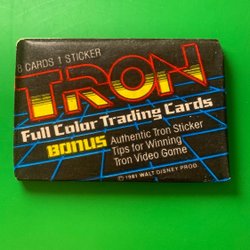 8 CARDS 1 STICKER
TRON
Full Color Trading Cards
BONUS Authentic Tron Sticker
Tips for Winning
Tron Video Game
© 1981 WALT DISNEY PROD